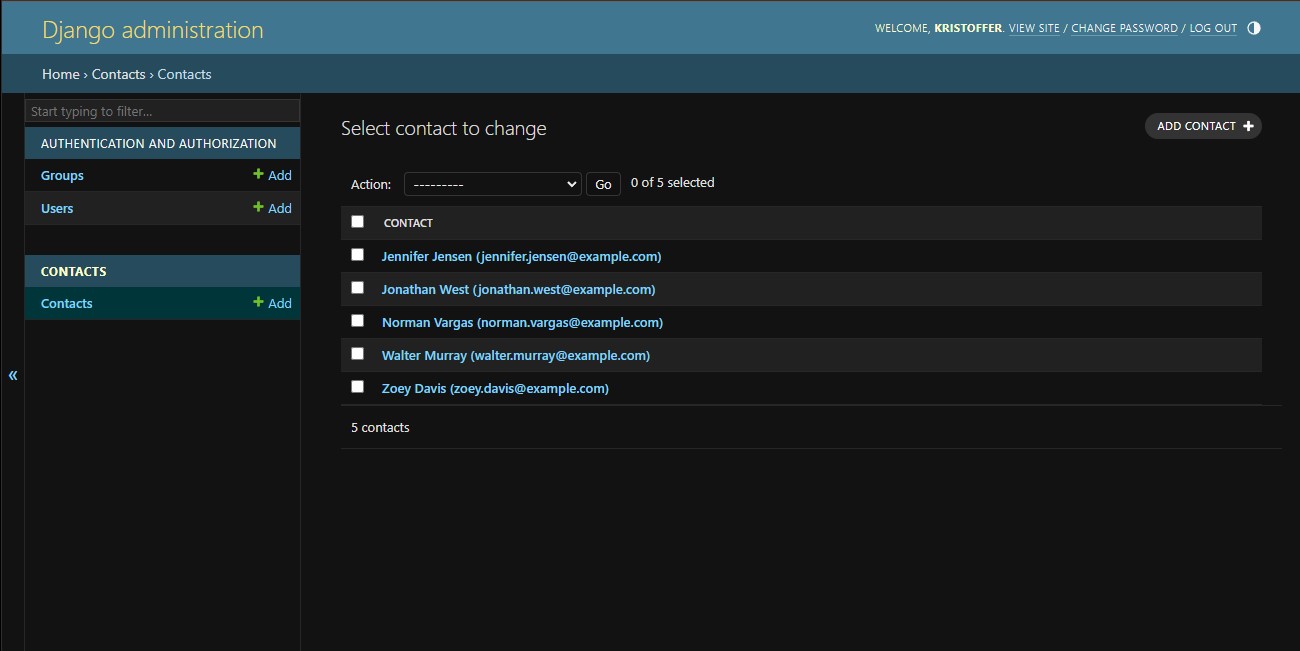 Django administration
WELCOME, KRISTOFFER. VIEW SITE / CHANGE PASSWORD / LOG OUT
Home › Contacts › Contacts
Start typing to filter...
AUTHENTICATION AND AUTHORIZATION
Groups + Add
Users + Add
CONTACTS
Contacts + Add
«
Select contact to change
ADD CONTACT +
Action: --------- Go 0 of 5 selected
CONTACT
Jennifer Jensen (jennifer.jensen@example.com)
Jonathan West (jonathan.west@example.com)
Norman Vargas (norman.vargas@example.com)
Walter Murray (walter.murray@example.com)
Zoey Davis (zoey.davis@example.com)
5 contacts